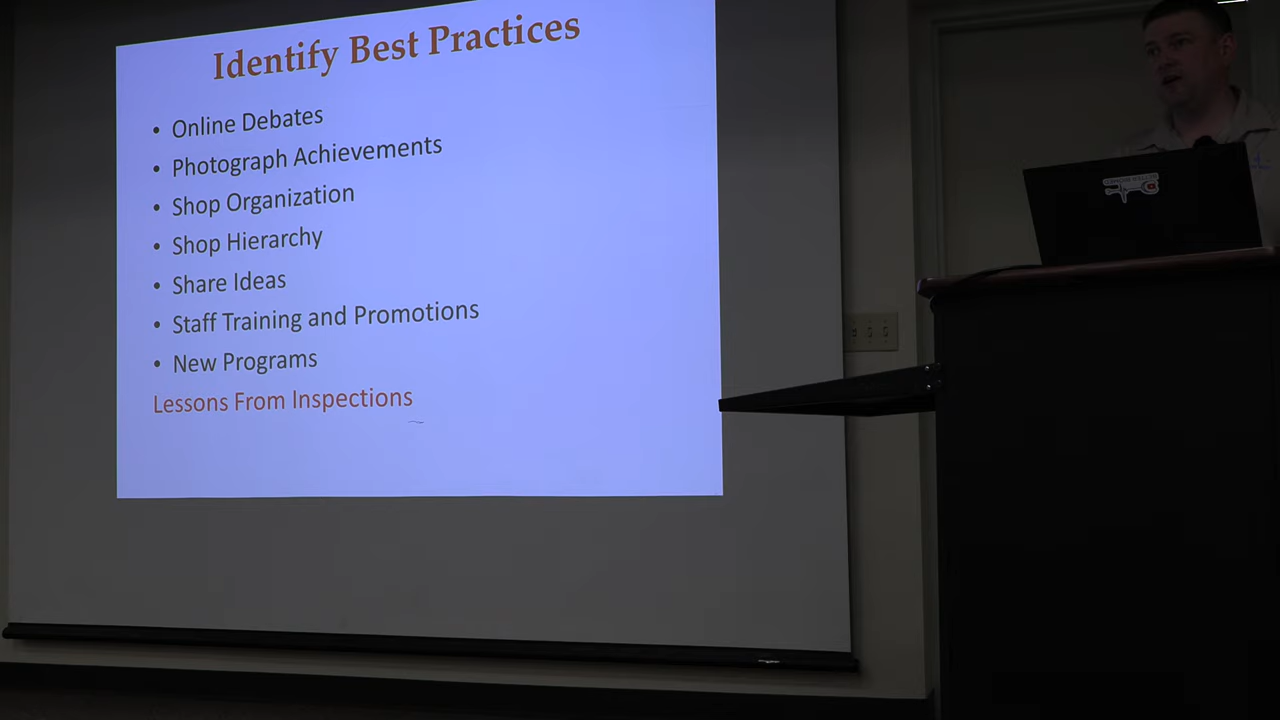 Identify Best Practices
• Online Debates
• Photograph Achievements
• Shop Organization
• Shop Hierarchy
• Share Ideas
• Staff Training and Promotions
• New Programs
Lessons From Inspections